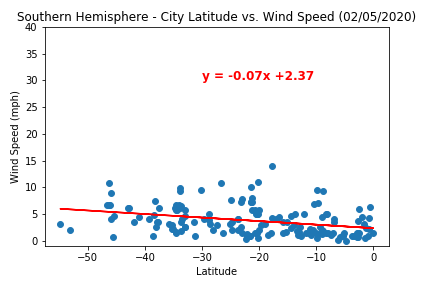 Southern Hemisphere - City Latitude vs. Wind Speed (02/05/2020)
40
35
30
25
20
15
10
5
0
Wind Speed (mph)
y = -0.07x +2.37
−50 −40 −30 −20 −10 0
Latitude